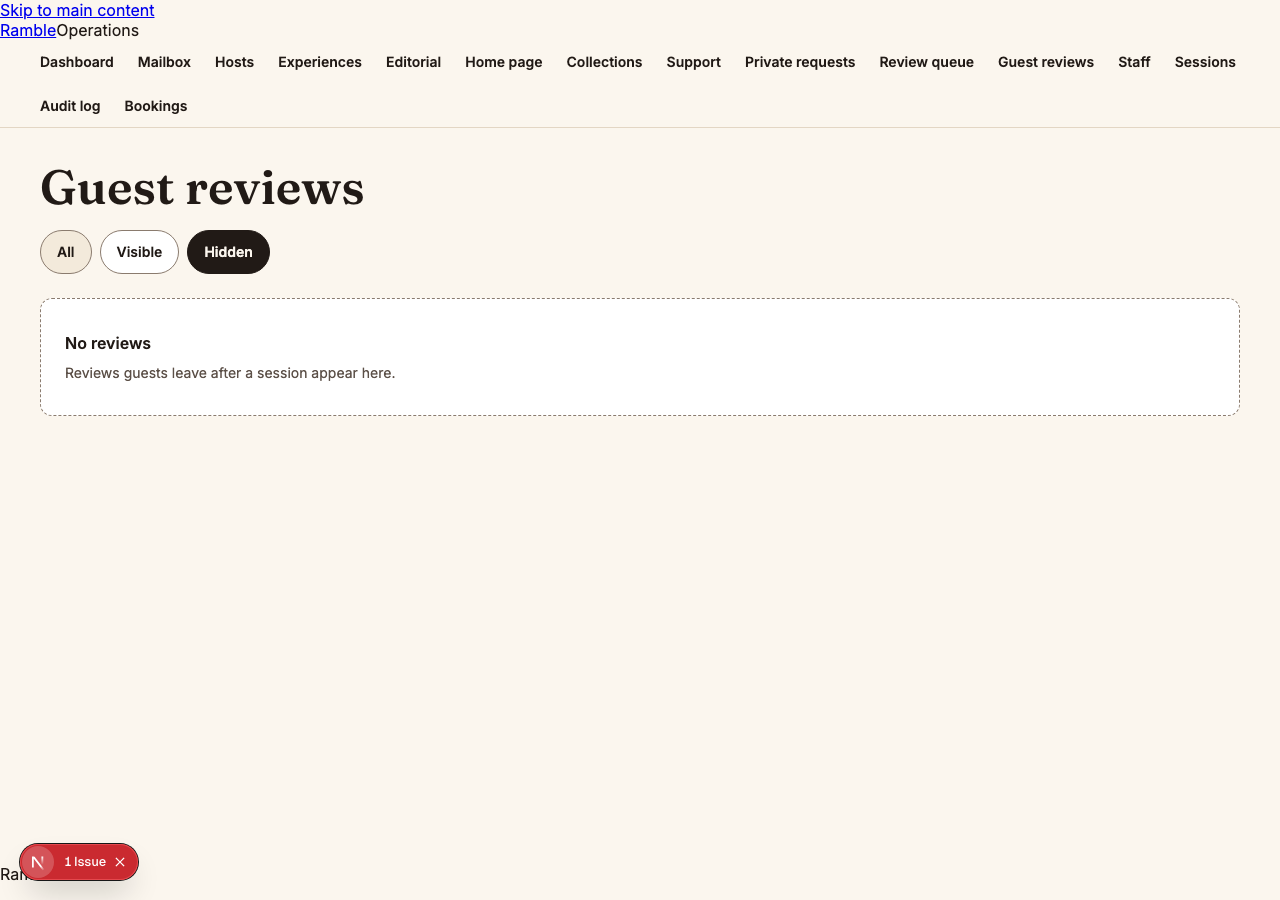 Skip to main content
RambleOperations
Dashboard Mailbox Hosts Experiences Editorial Home page Collections Support Private requests Review queue Guest reviews Staff Sessions
Audit log Bookings
Guest reviews
All Visible Hidden
No reviews
Reviews guests leave after a session appear here.
1 Issue